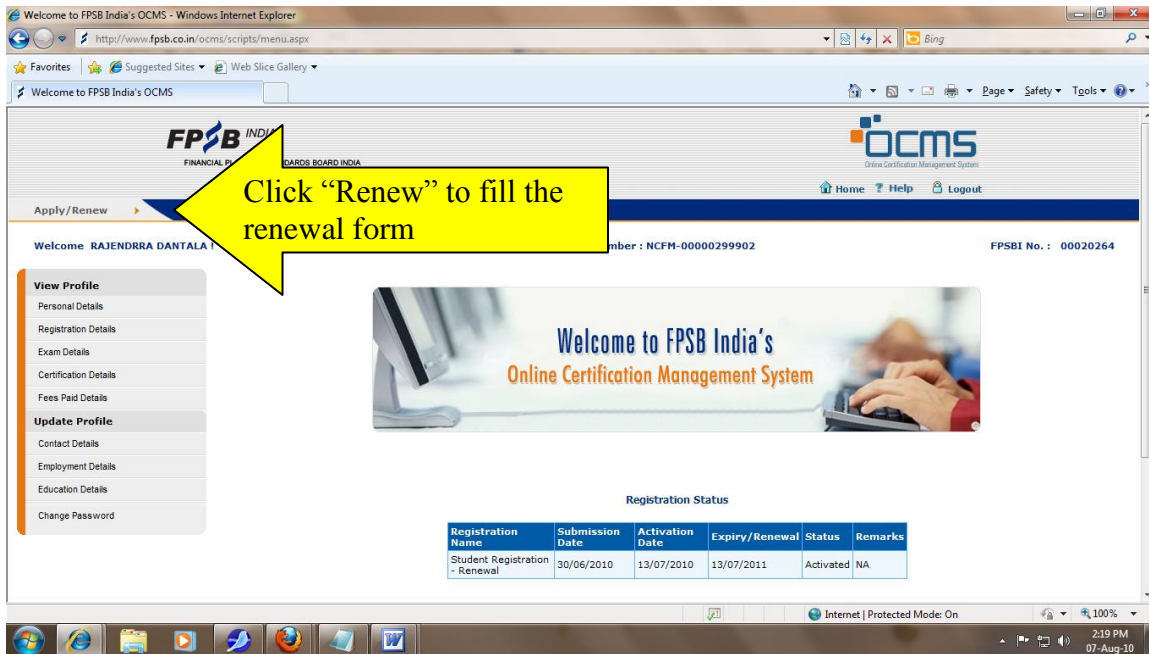 Welcome to FPSB India's OCMS - Windows Internet Explorer
http://www.fpsb.co.in/ocms/scripts/menu.aspx
Bing
Favorites Suggested Sites Web Slice Gallery
Welcome to FPSB India's OCMS
Page Safety Tools
FPSB INDIA
ocms
FINANCIAL PL DARDS BOARD INDIA
Online Certification Management System
Click “Renew” to fill the
renewal form
Home ? Help Logout
Apply/Renew
Welcome RAJENDRRA DANTALA !
mber : NCFM-00000299902
FPSBI No. : 00020264
View Profile
Personal Details
Registration Details
Exam Details
Certification Details
Fees Paid Details
Update Profile
Contact Details
Employment Details
Education Details
Change Password
Welcome to FPSB India's
Online Certification Management System
Registration Status
Registration Name Submission Date Activation Date Expiry/Renewal Status Remarks
Student Registration - Renewal 30/06/2010 13/07/2010 13/07/2011 Activated NA
Internet | Protected Mode: On
100%
2:19 PM
07-Aug-10